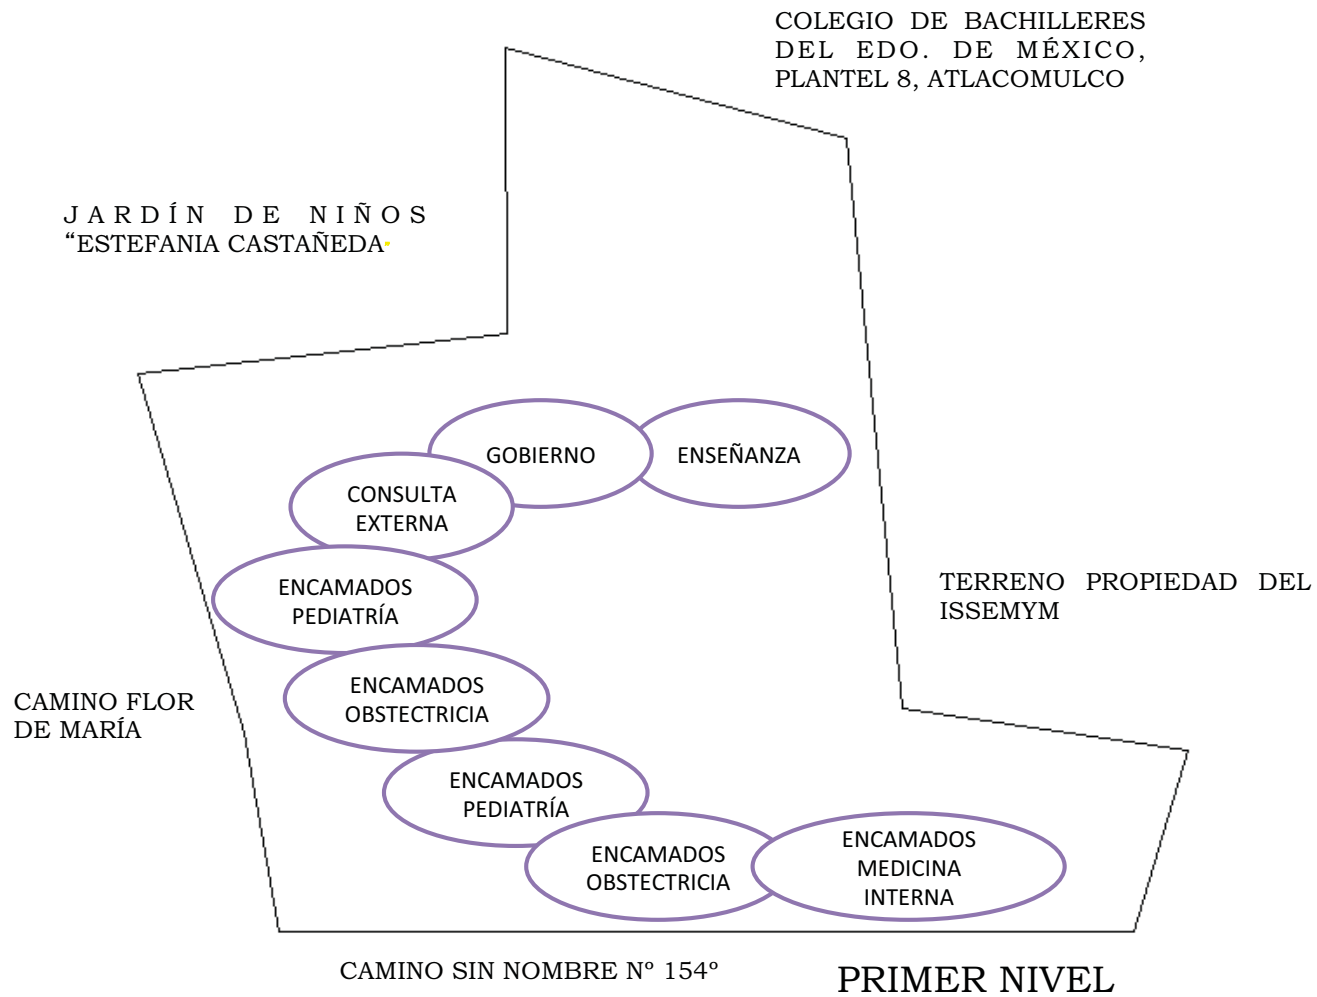 COLEGIO DE BACHILLERES
DEL EDO. DE MÉXICO,
PLANTEL 8, ATLACOMULCO
JARDÍN DE NIÑOS
“ESTEFANIA CASTAÑEDA
GOBIERNO
ENSEÑANZA
CONSULTA
EXTERNA
ENCAMADOS
PEDIATRÍA
TERRENO PROPIEDAD DEL
ISSEMYM
ENCAMADOS
OBSTECTRICIA
CAMINO FLOR
DE MARÍA
ENCAMADOS
PEDIATRÍA
ENCAMADOS
OBSTECTRICIA
ENCAMADOS
MEDICINA
INTERNA
CAMINO SIN NOMBRE Nº 154º
PRIMER NIVEL